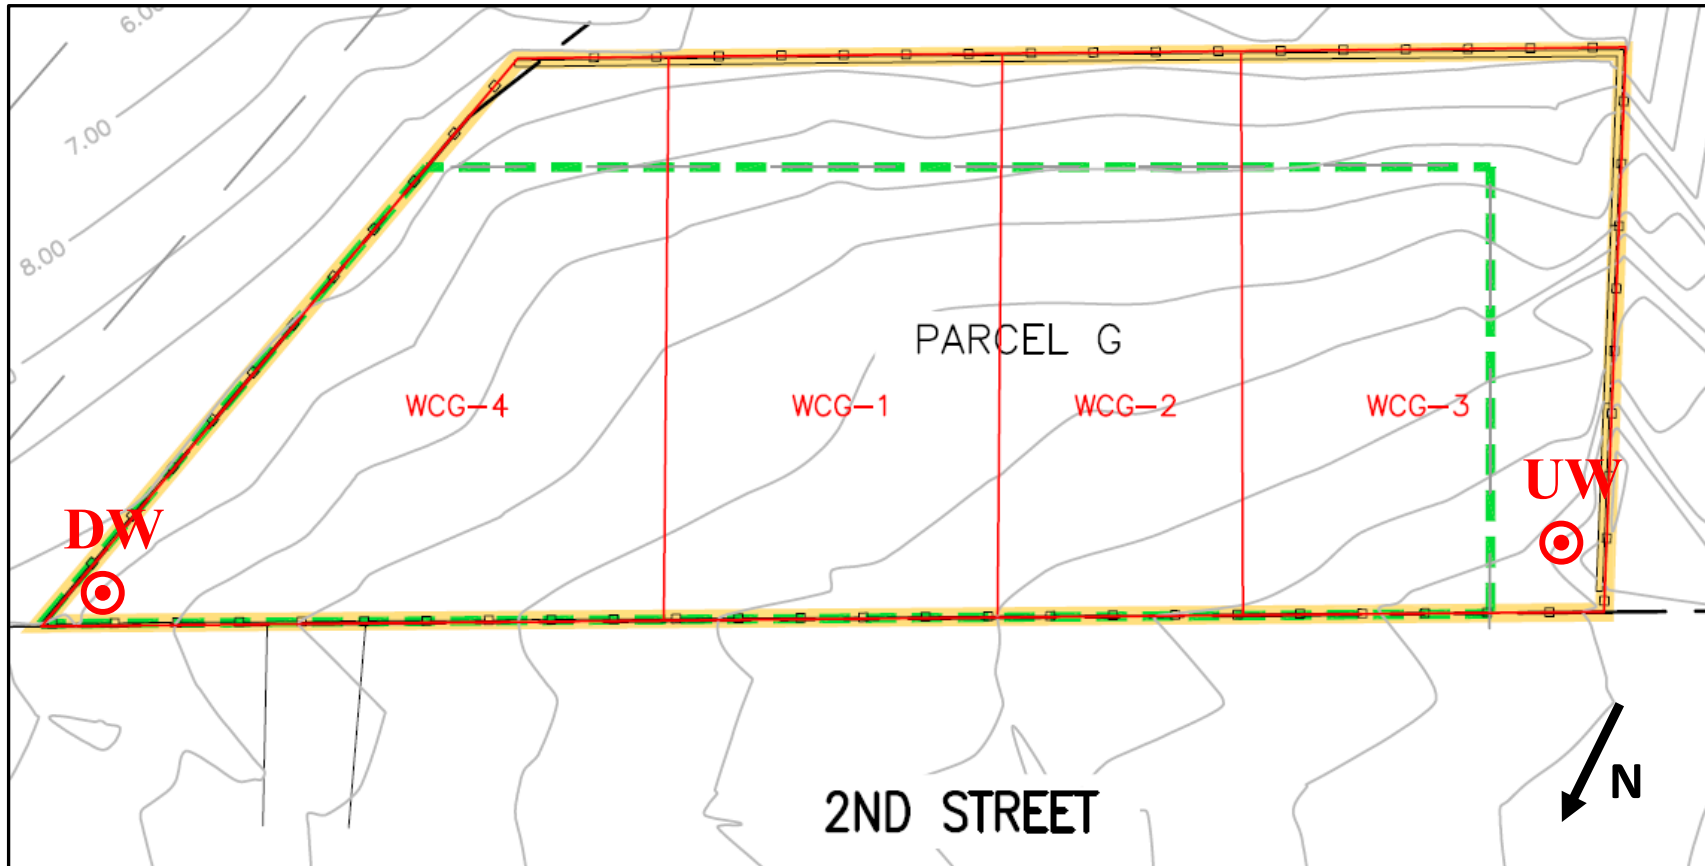 6.00
7.00
8.00
PARCEL G
WCG-4
WCG-1
WCG-2
WCG-3
UW
DW
N
2ND STREET